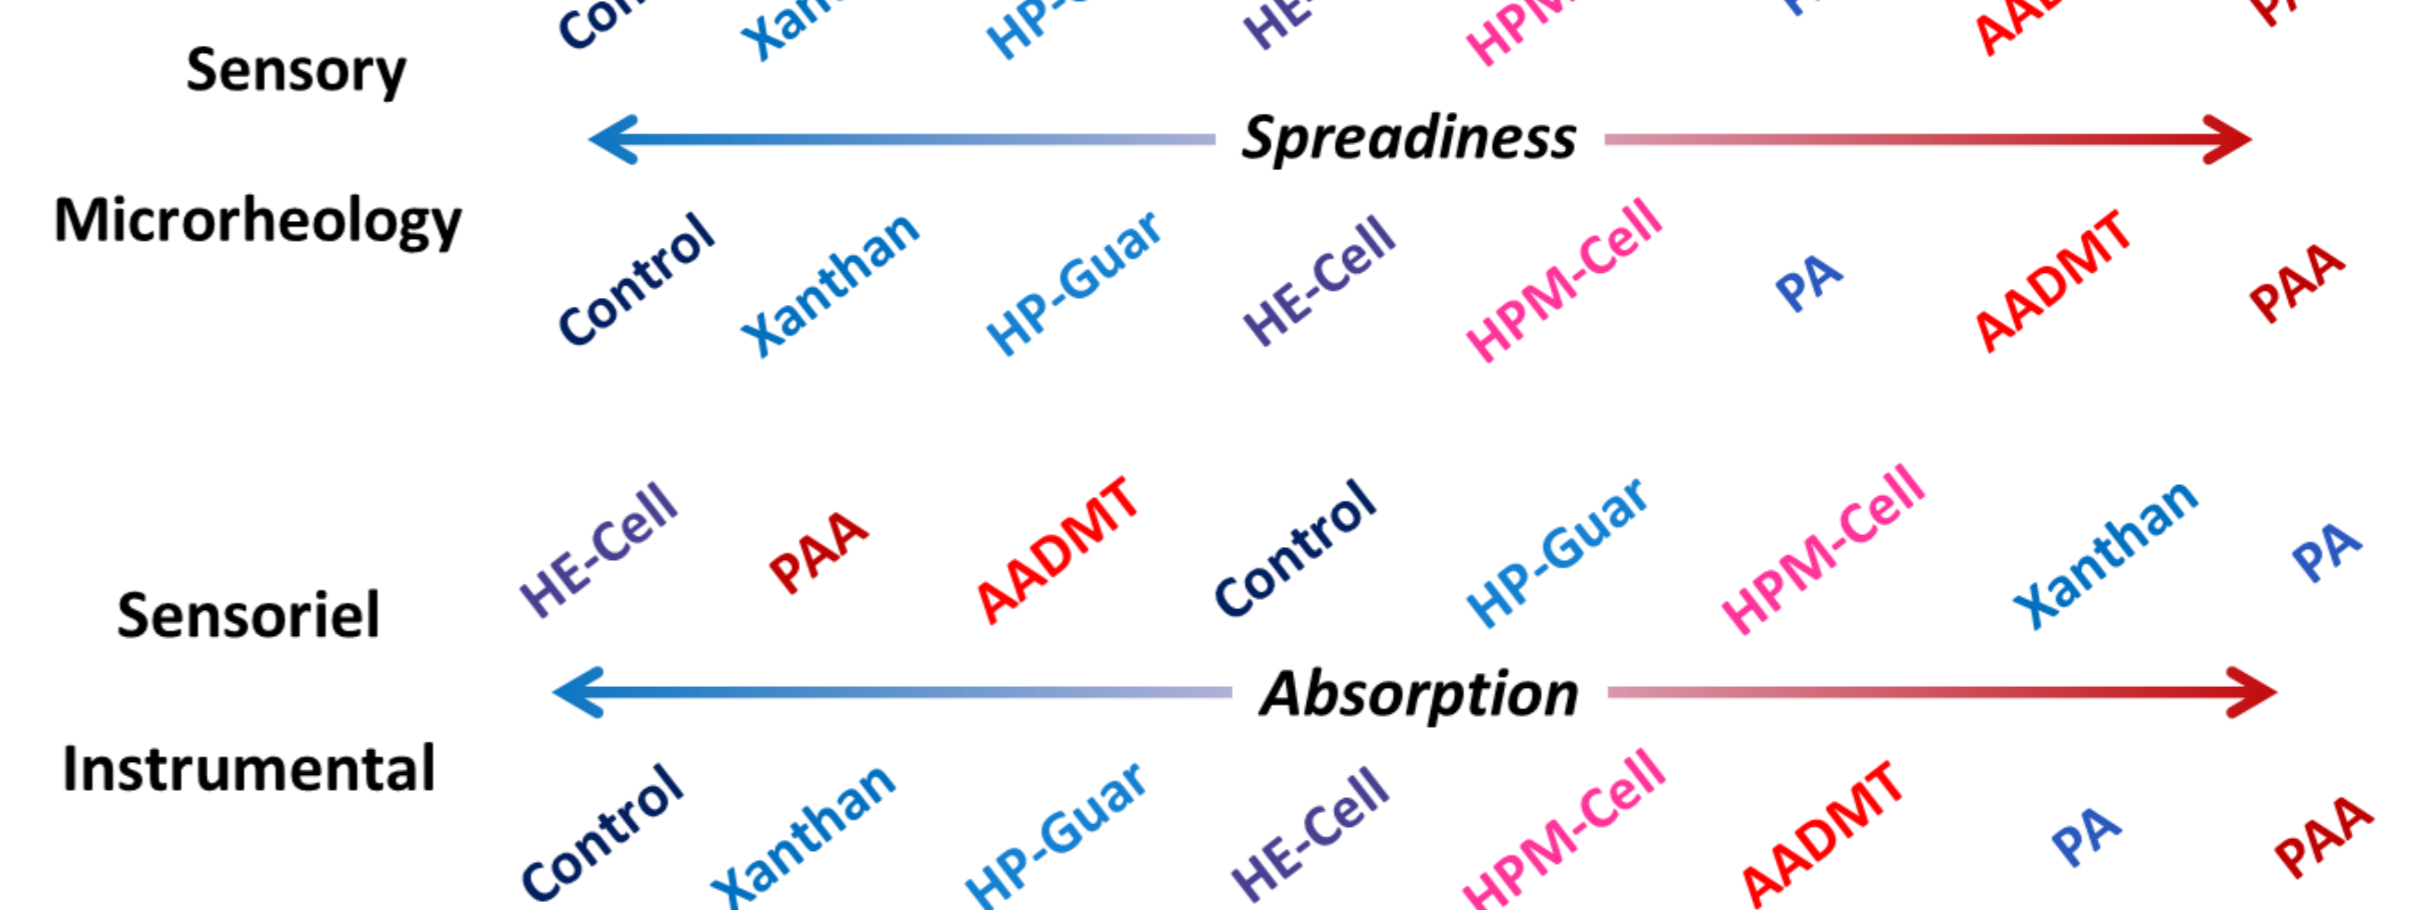 Sensory
Spreadiness
Microrheology
Control Xanthan HP-Guar HE-Cell HPM-Cell PA AADMT PAA
HE-Cell PAA AADMT Control HP-Guar HPM-Cell Xanthan PA
Sensoriel
Absorption
Instrumental
Control Xanthan HP-Guar HE-Cell HPM-Cell AADMT PA PAA